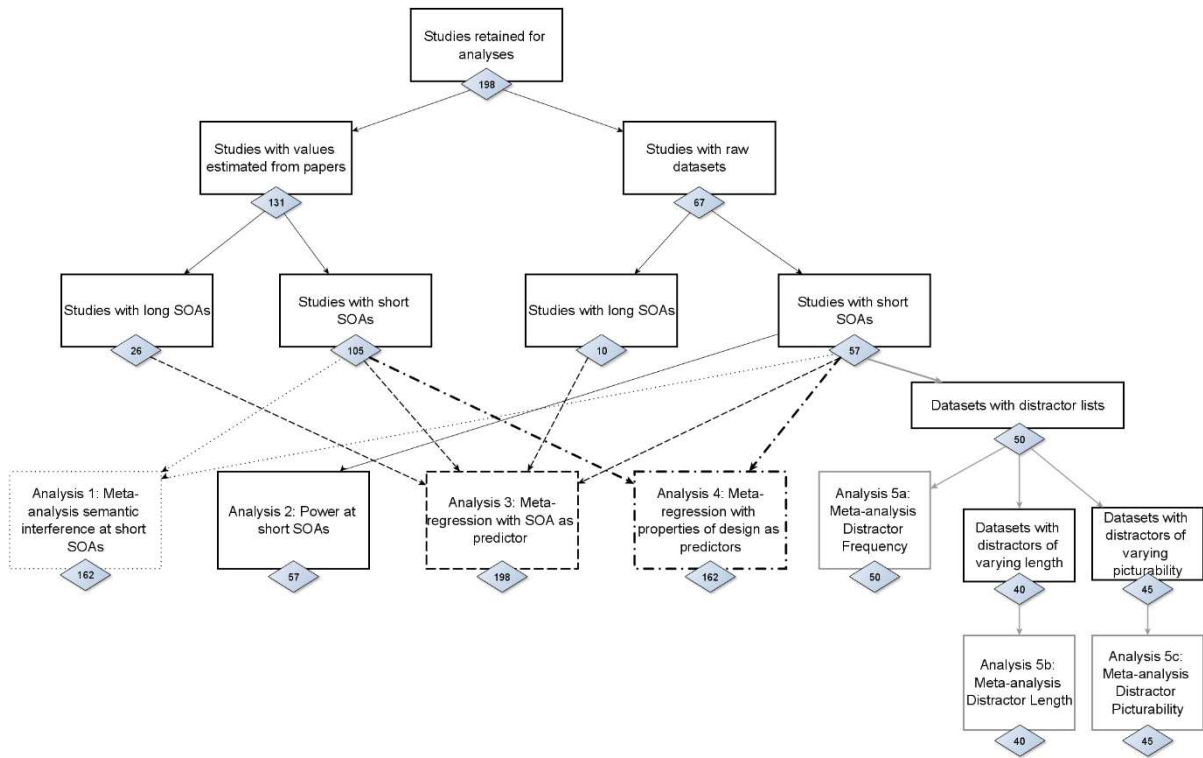 Studies retained for
analyses
198
Studies with values
estimated from papers
131
Studies with raw
datasets
67
Studies with long SOAs
26
Studies with short
SOAs
105
Studies with long SOAs
10
Studies with short
SOAs
57
Datasets with distractor lists
50
Analysis 1: Meta-
analysis semantic
interference at short
SOAs
162
Analysis 2: Power at
short SOAs
57
Analysis 3: Meta-
regression with SOA as
predictor
198
Analysis 4: Meta-
regression with
properties of design as
predictors
162
Analysis 5a:
Meta-analysis
Distractor
Frequency
50
Datasets with
distractors of
varying length
40
Datasets with
distractors of
varying
picturability
45
Analysis 5b:
Meta-analysis
Distractor Length
40
Analysis 5c:
Meta-analysis
Distractor
Picturability
45